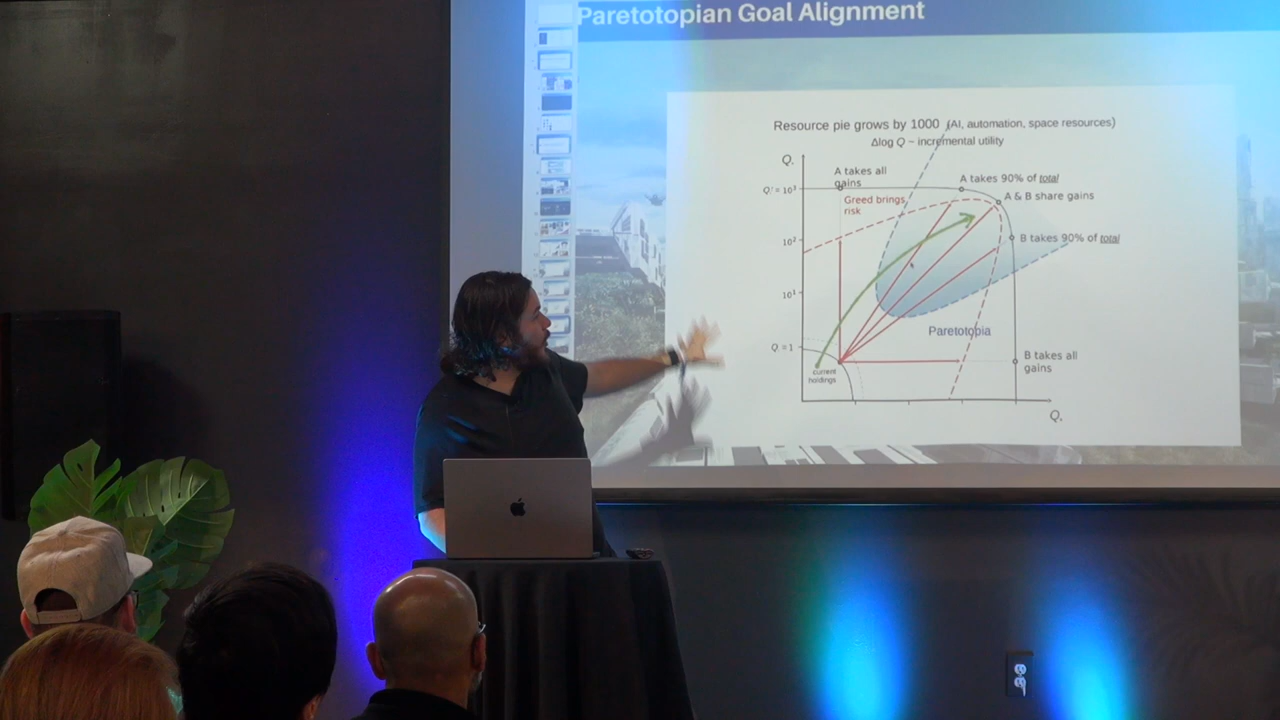 Paretotopian Goal Alignment
Resource pie grows by 1000 (AI, automation, space resources)
Δlog Q ~ incremental utility
Q.
A takes all
gains
A takes 90% of total
Q' = 10³
A & B share gains
Greed brings
risk
10²
B takes 90% of total
10¹
Paretotopia
Q = 1
B takes all
gains
current
holdings
Q.